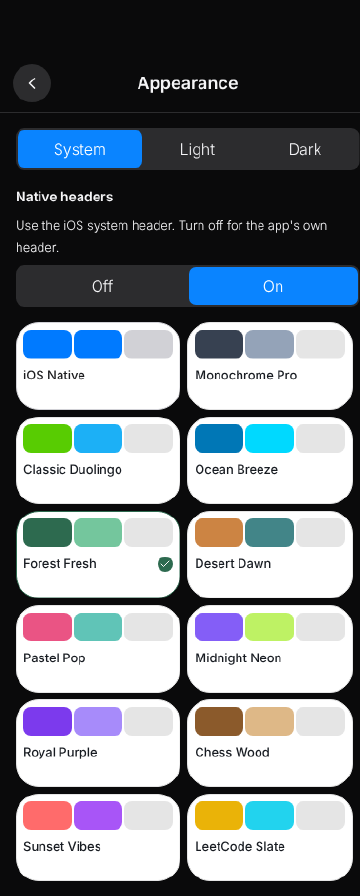 Appearance
System Light Dark
Native headers
Use the iOS system header. Turn off for the app's own
header.
Off On
iOS Native Monochrome Pro
Classic Duolingo Ocean Breeze
Forest Fresh Desert Dawn
Pastel Pop Midnight Neon
Royal Purple Chess Wood
Sunset Vibes LeetCode Slate